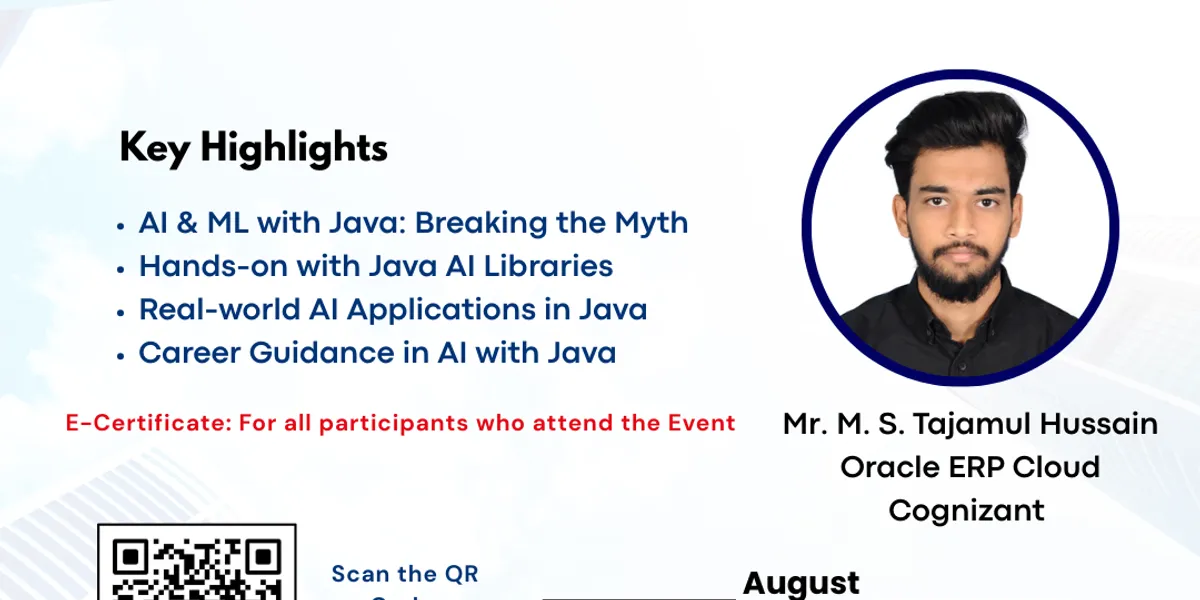 Key Highlights
• AI & ML with Java: Breaking the Myth
• Hands-on with Java AI Libraries
• Real-world AI Applications in Java
• Career Guidance in AI with Java
E-Certificate: For all participants who attend the Event
Mr. M. S. Tajamul Hussain
Oracle ERP Cloud
Cognizant
Scan the QR
August